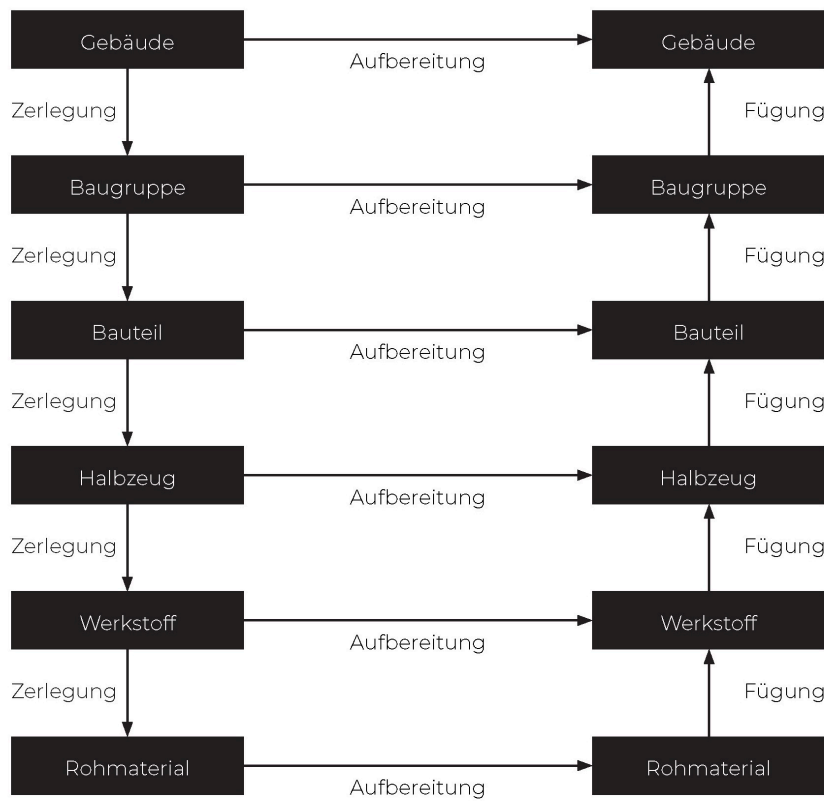 Gebäude
Aufbereitung
Gebäude
Zerlegung
Fügung
Baugruppe
Aufbereitung
Baugruppe
Zerlegung
Fügung
Bauteil
Aufbereitung
Bauteil
Zerlegung
Fügung
Halbzeug
Aufbereitung
Halbzeug
Zerlegung
Fügung
Werkstoff
Aufbereitung
Werkstoff
Zerlegung
Fügung
Rohmaterial
Aufbereitung
Rohmaterial